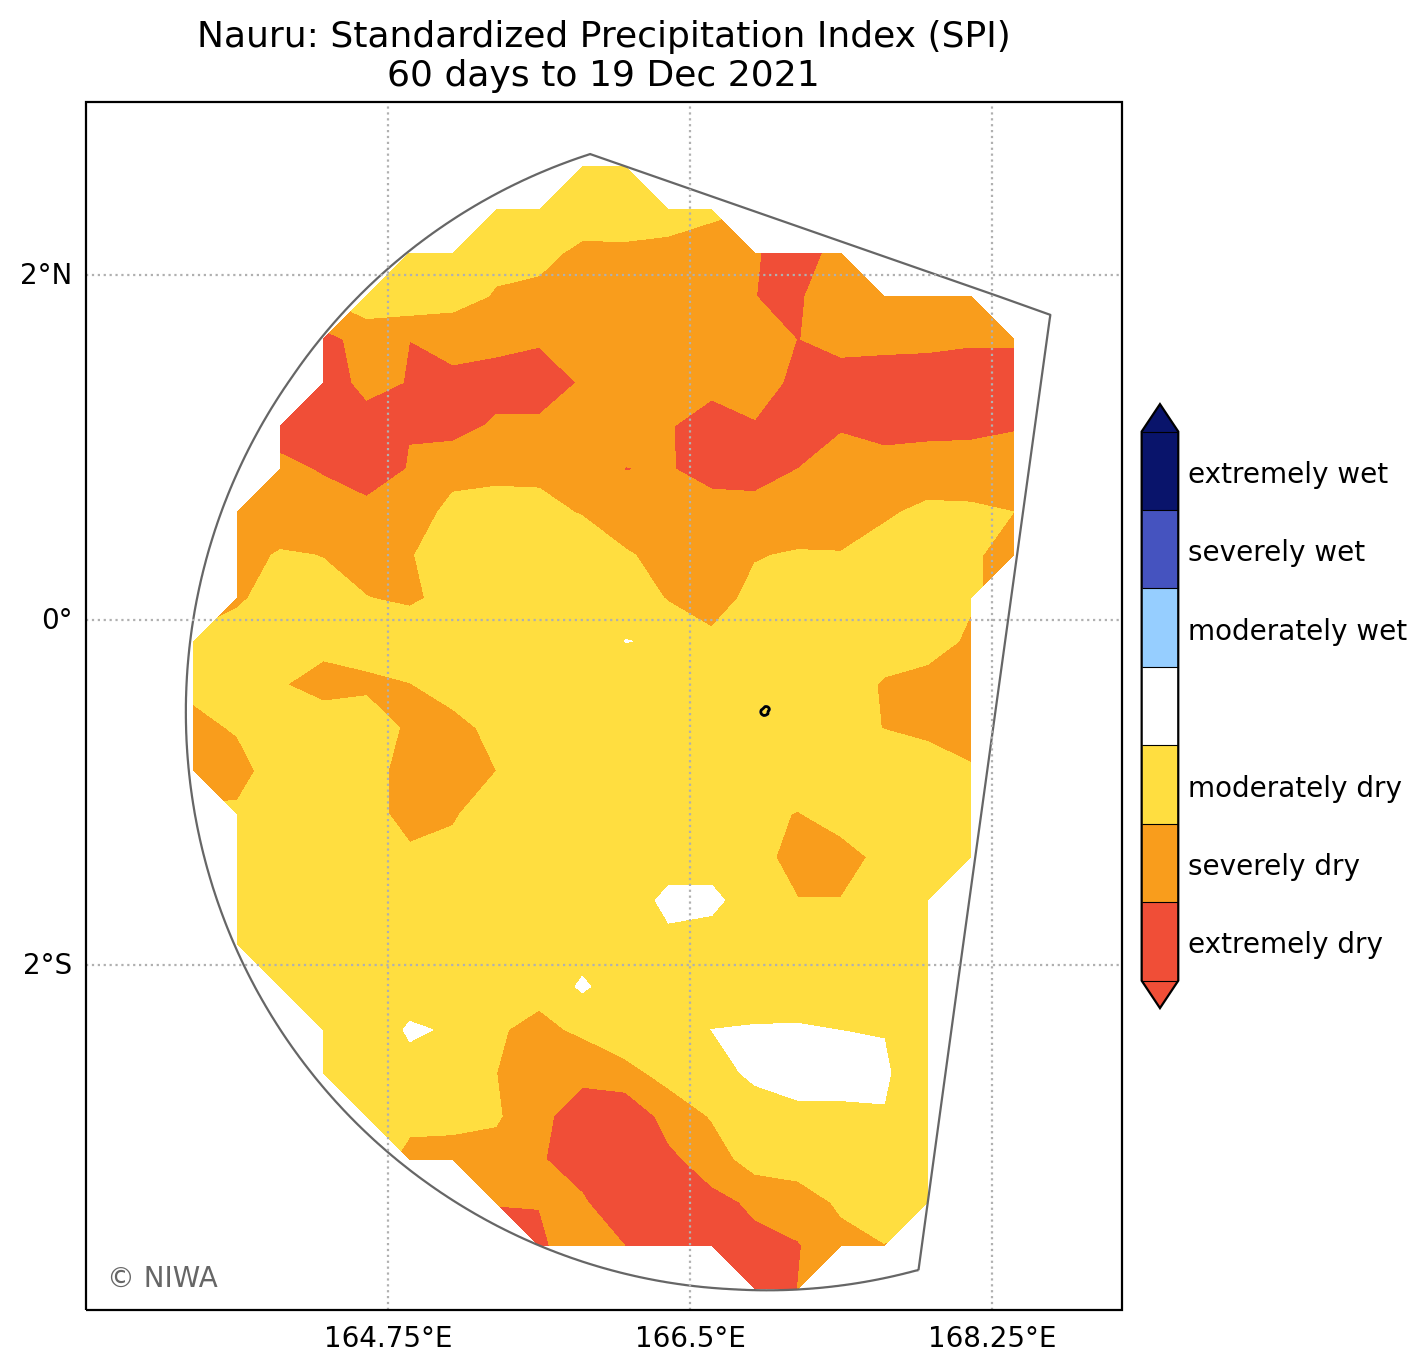 Nauru: Standardized Precipitation Index (SPI)
60 days to 19 Dec 2021
2°N
0°
2°S
164.75°E
166.5°E
168.25°E
© NIWA
extremely wet
severely wet
moderately wet
moderately dry
severely dry
extremely dry